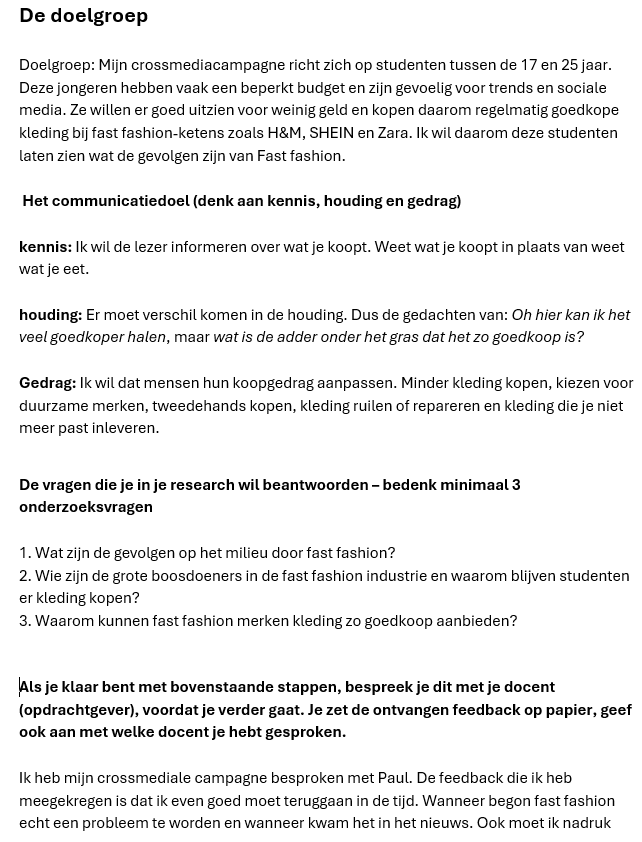 De doelgroep
Doelgroep: Mijn crossmediacampagne richt zich op studenten tussen de 17 en 25 jaar.
Deze jongeren hebben vaak een beperkt budget en zijn gevoelig voor trends en sociale
media. Ze willen er goed uitzien voor weinig geld en kopen daarom regelmatig goedkope
kleding bij fast fashion-ketens zoals H&M, SHEIN en Zara. Ik wil daarom deze studenten
laten zien wat de gevolgen zijn van Fast fashion.
Het communicatiedoel (denk aan kennis, houding en gedrag)
kennis: Ik wil de lezer informeren over wat je koopt. Weet wat je koopt in plaats van weet
wat je eet.
houding: Er moet verschil komen in de houding. Dus de gedachten van: Oh hier kan ik het
veel goedkoper halen, maar wat is de adder onder het gras dat het zo goedkoop is?
Gedrag: Ik wil dat mensen hun koopgedrag aanpassen. Minder kleding kopen, kiezen voor
duurzame merken, tweedehands kopen, kleding ruilen of repareren en kleding die je niet
meer past inleveren.
De vragen die je in je research wil beantwoorden – bedenk minimaal 3
onderzoeksvragen
1. Wat zijn de gevolgen op het milieu door fast fashion?
2. Wie zijn de grote boosdoeners in de fast fashion industrie en waarom blijven studenten
er kleding kopen?
3. Waarom kunnen fast fashion merken kleding zo goedkoop aanbieden?
Als je klaar bent met bovenstaande stappen, bespreek je dit met je docent
(opdrachtgever), voordat je verder gaat. Je zet de ontvangen feedback op papier, geef
ook aan met welke docent je hebt gesproken.
Ik heb mijn crossmediale campagne besproken met Paul. De feedback die ik heb
meegekregen is dat ik even goed moet teruggaan in de tijd. Wanneer begon fast fashion
echt een probleem te worden en wanneer kwam het in het nieuws. Ook moet ik nadruk